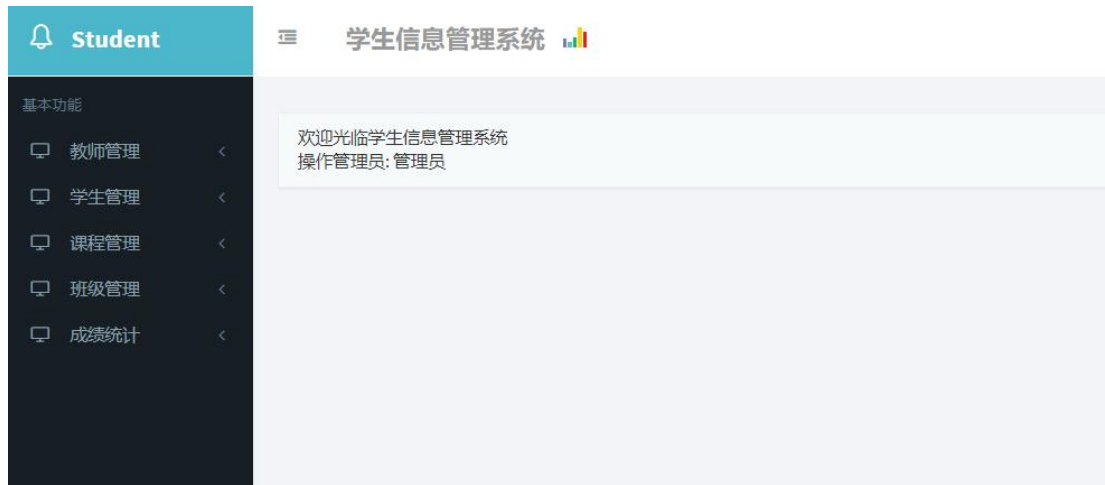 Student
学生信息管理系统
基本功能
教师管理
学生管理
课程管理
班级管理
成绩统计
欢迎光临学生信息管理系统
操作管理员: 管理员